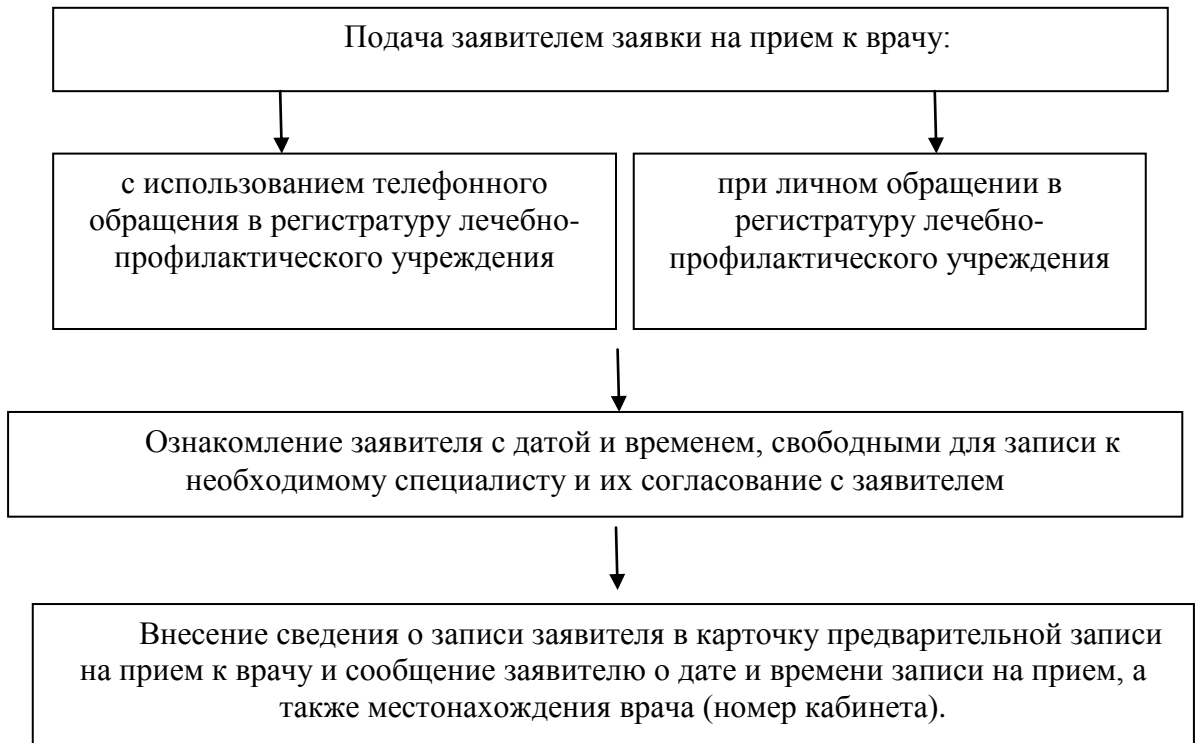 Подача заявителем заявки на прием к врачу:
с использованием телефонного
обращения в регистратуру лечебно-
профилактического учреждения
при личном обращении в
регистратуру лечебно-
профилактического учреждения
Ознакомление заявителя с датой и временем, свободными для записи к
необходимому специалисту и их согласование с заявителем
Внесение сведения о записи заявителя в карточку предварительной записи
на прием к врачу и сообщение заявителю о дате и времени записи на прием, а
также местонахождения врача (номер кабинета).